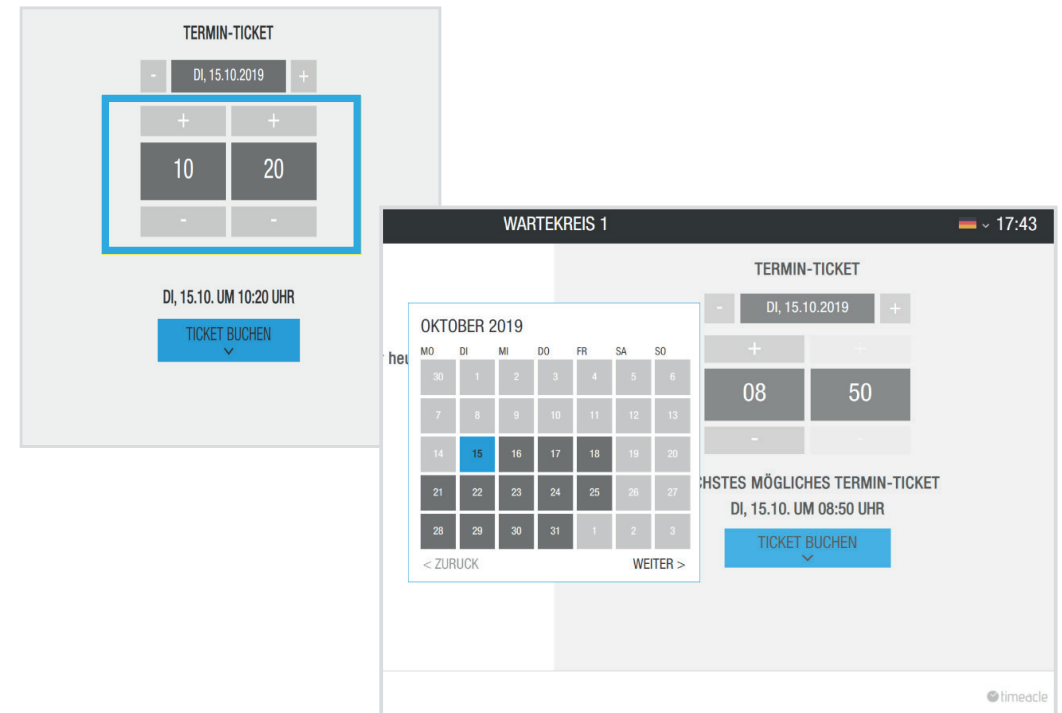 TERMIN-TICKET
- DI, 15.10.2019 +
+ +
10 20
- -
DI, 15.10. UM 10:20 UHR
TICKET BUCHEN
WARTEKREIS 1 17:43
TERMIN-TICKET
- DI, 15.10.2019 +
+ +
08 50
- -
HSTES MÖGLICHES TERMIN-TICKET
DI, 15.10. UM 08:50 UHR
TICKET BUCHEN
heu
OKTOBER 2019
MO DI MI DO FR SA SO
30 1 2 3 4 5 6
7 8 9 10 11 12 13
14 15 16 17 18 19 20
21 22 23 24 25 26 27
28 29 30 31 1 2 3
< ZURUCK WEITER >
timeacle